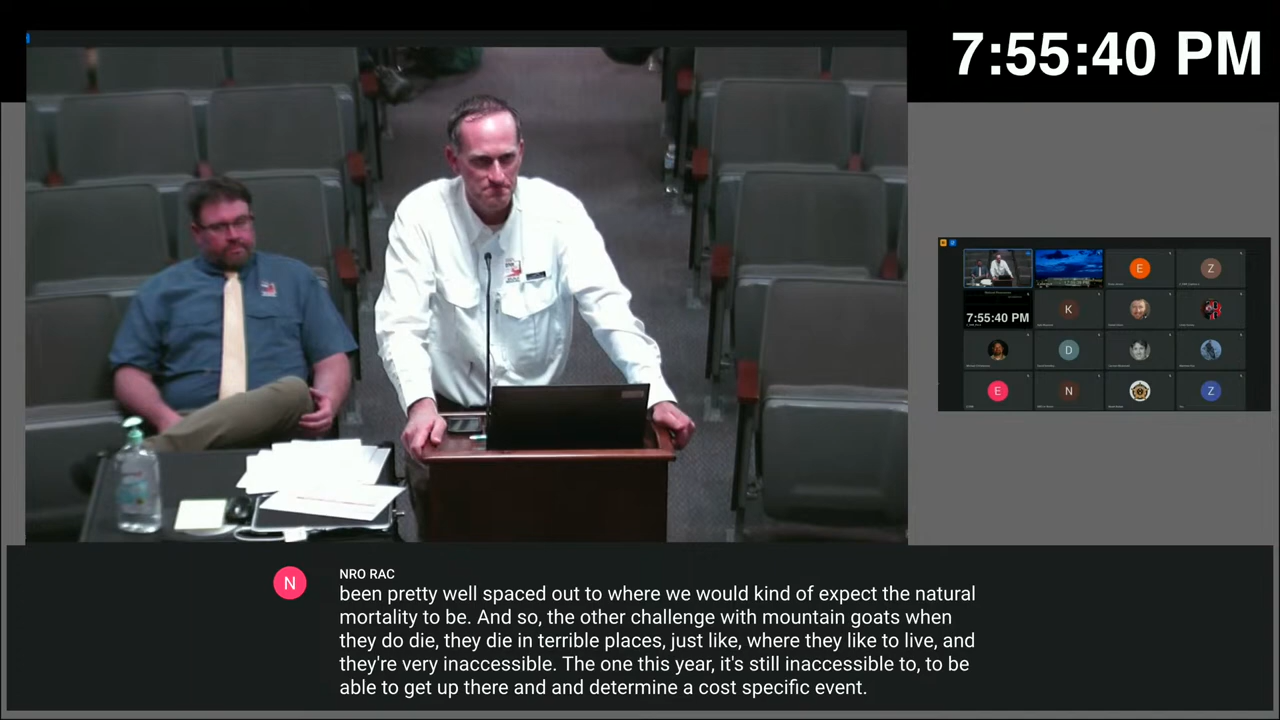 7:55:40 PM
E
Z
7:55:40 PM
K
D
E
N
Z
N
NRO RAC
been pretty well spaced out to where we would kind of expect the natural
mortality to be. And so, the other challenge with mountain goats when
they do die, they die in terrible places, just like, where they like to live, and
they're very inaccessible. The one this year, it's still inaccessible to, to be
able to get up there and and determine a cost specific event.